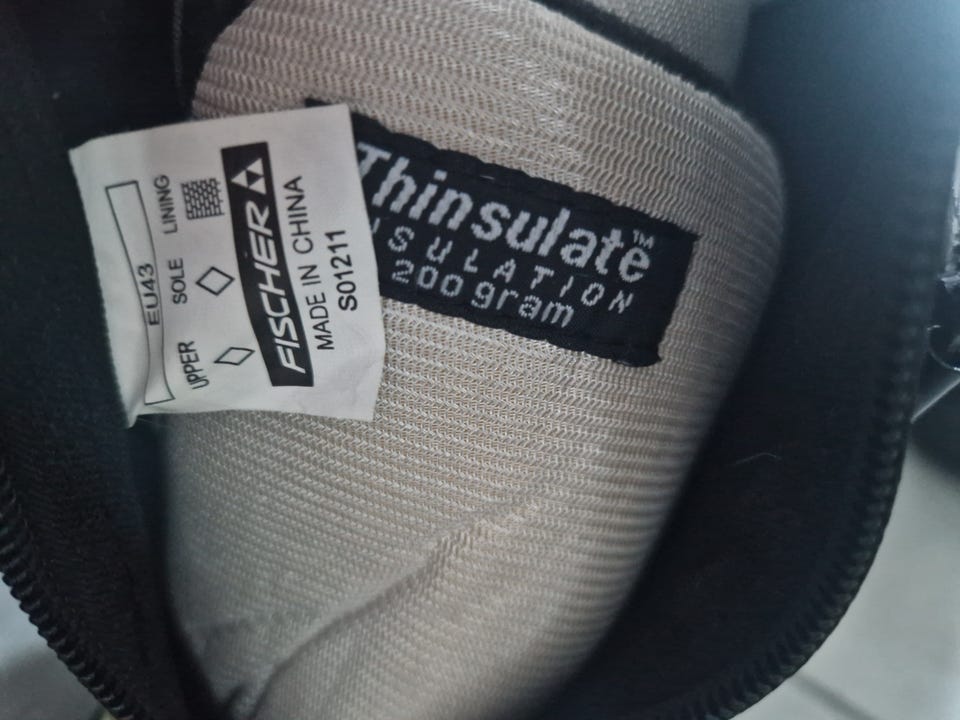 EU43
UPPER SOLE LINING
FISCHER
MADE IN CHINA
S01211
Thinsulate™
INSULATION
200gram